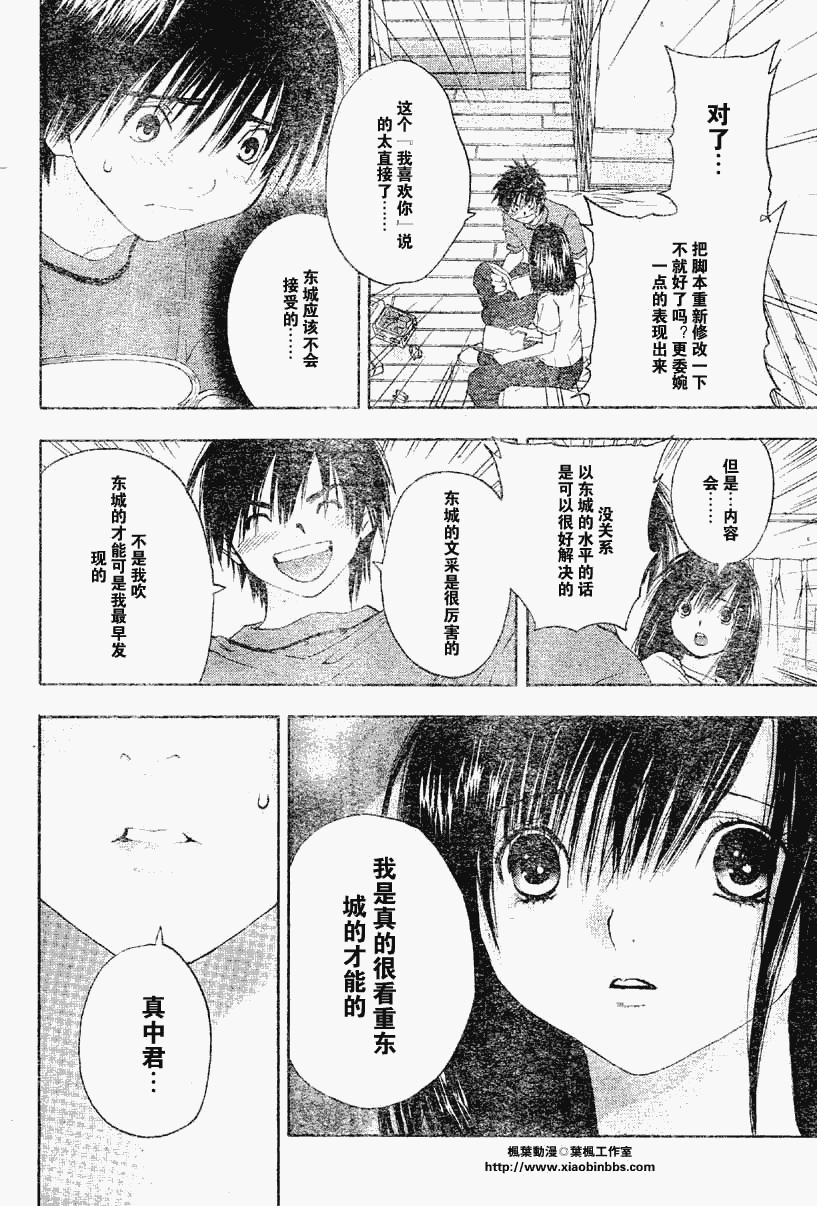 对了…
把脚本重新修改一下
不就好了吗？更委婉
一点的表现出来
这个『我喜欢你』说
的太直接了……
东城应该不会
接受的……
但是…内容
会……
没关系
以东城的水平的话
是可以很好解决的
东城的文采是很厉害的
不是我吹
东城的才能可是我最早发
现的
我是真的很看重东
城的才能的
真中君…
楓葉動漫◎葉楓工作室
http://www.xiaobinbbs.com